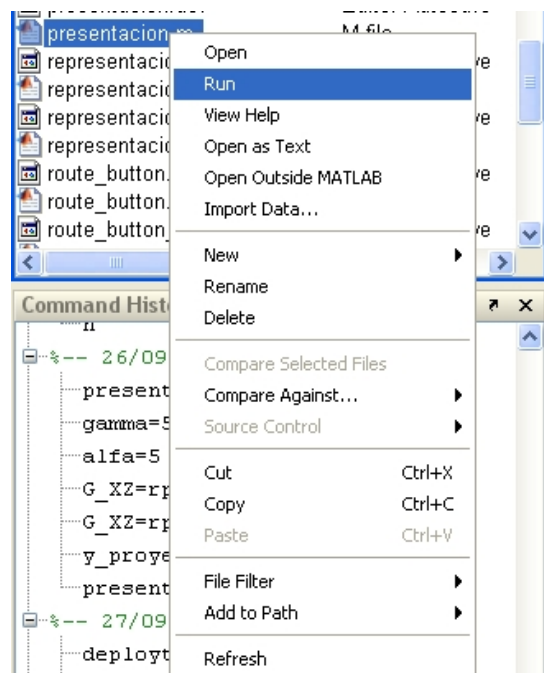 presentacion.m M-file
representacio
Open
ve
representacio
Run
representacio
View Help
ve
representacio
Open as Text
route_button.
Open Outside MATLAB
ve
route_button.
Import Data...
route_button_
ve
New
Rename
Delete
Command Hist
n
%-- 26/09
Compare Selected Files
present
Compare Against...
gamma=5
Source Control
alfa=5
Cut Ctrl+X
G_XZ=rp
Copy Ctrl+C
G_XZ=rp
Paste Ctrl+V
y_proye
present
File Filter
%-- 27/09
Add to Path
deployt
Refresh